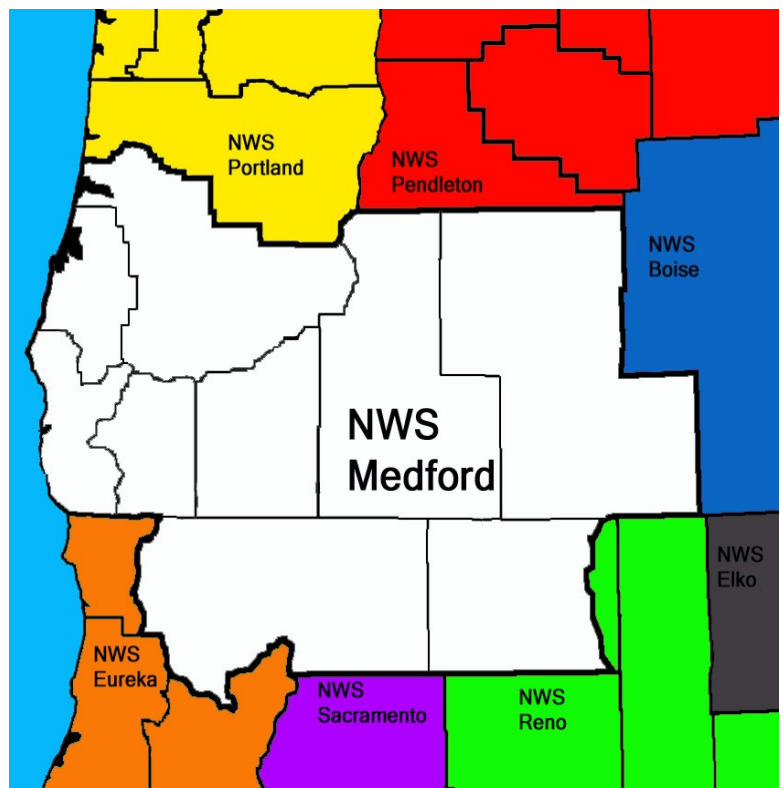 NWS
Portland
NWS
Pendleton
NWS
Boise
NWS
Medford
NWS
Elko
NWS
Eureka
NWS
Sacramento
NWS
Reno